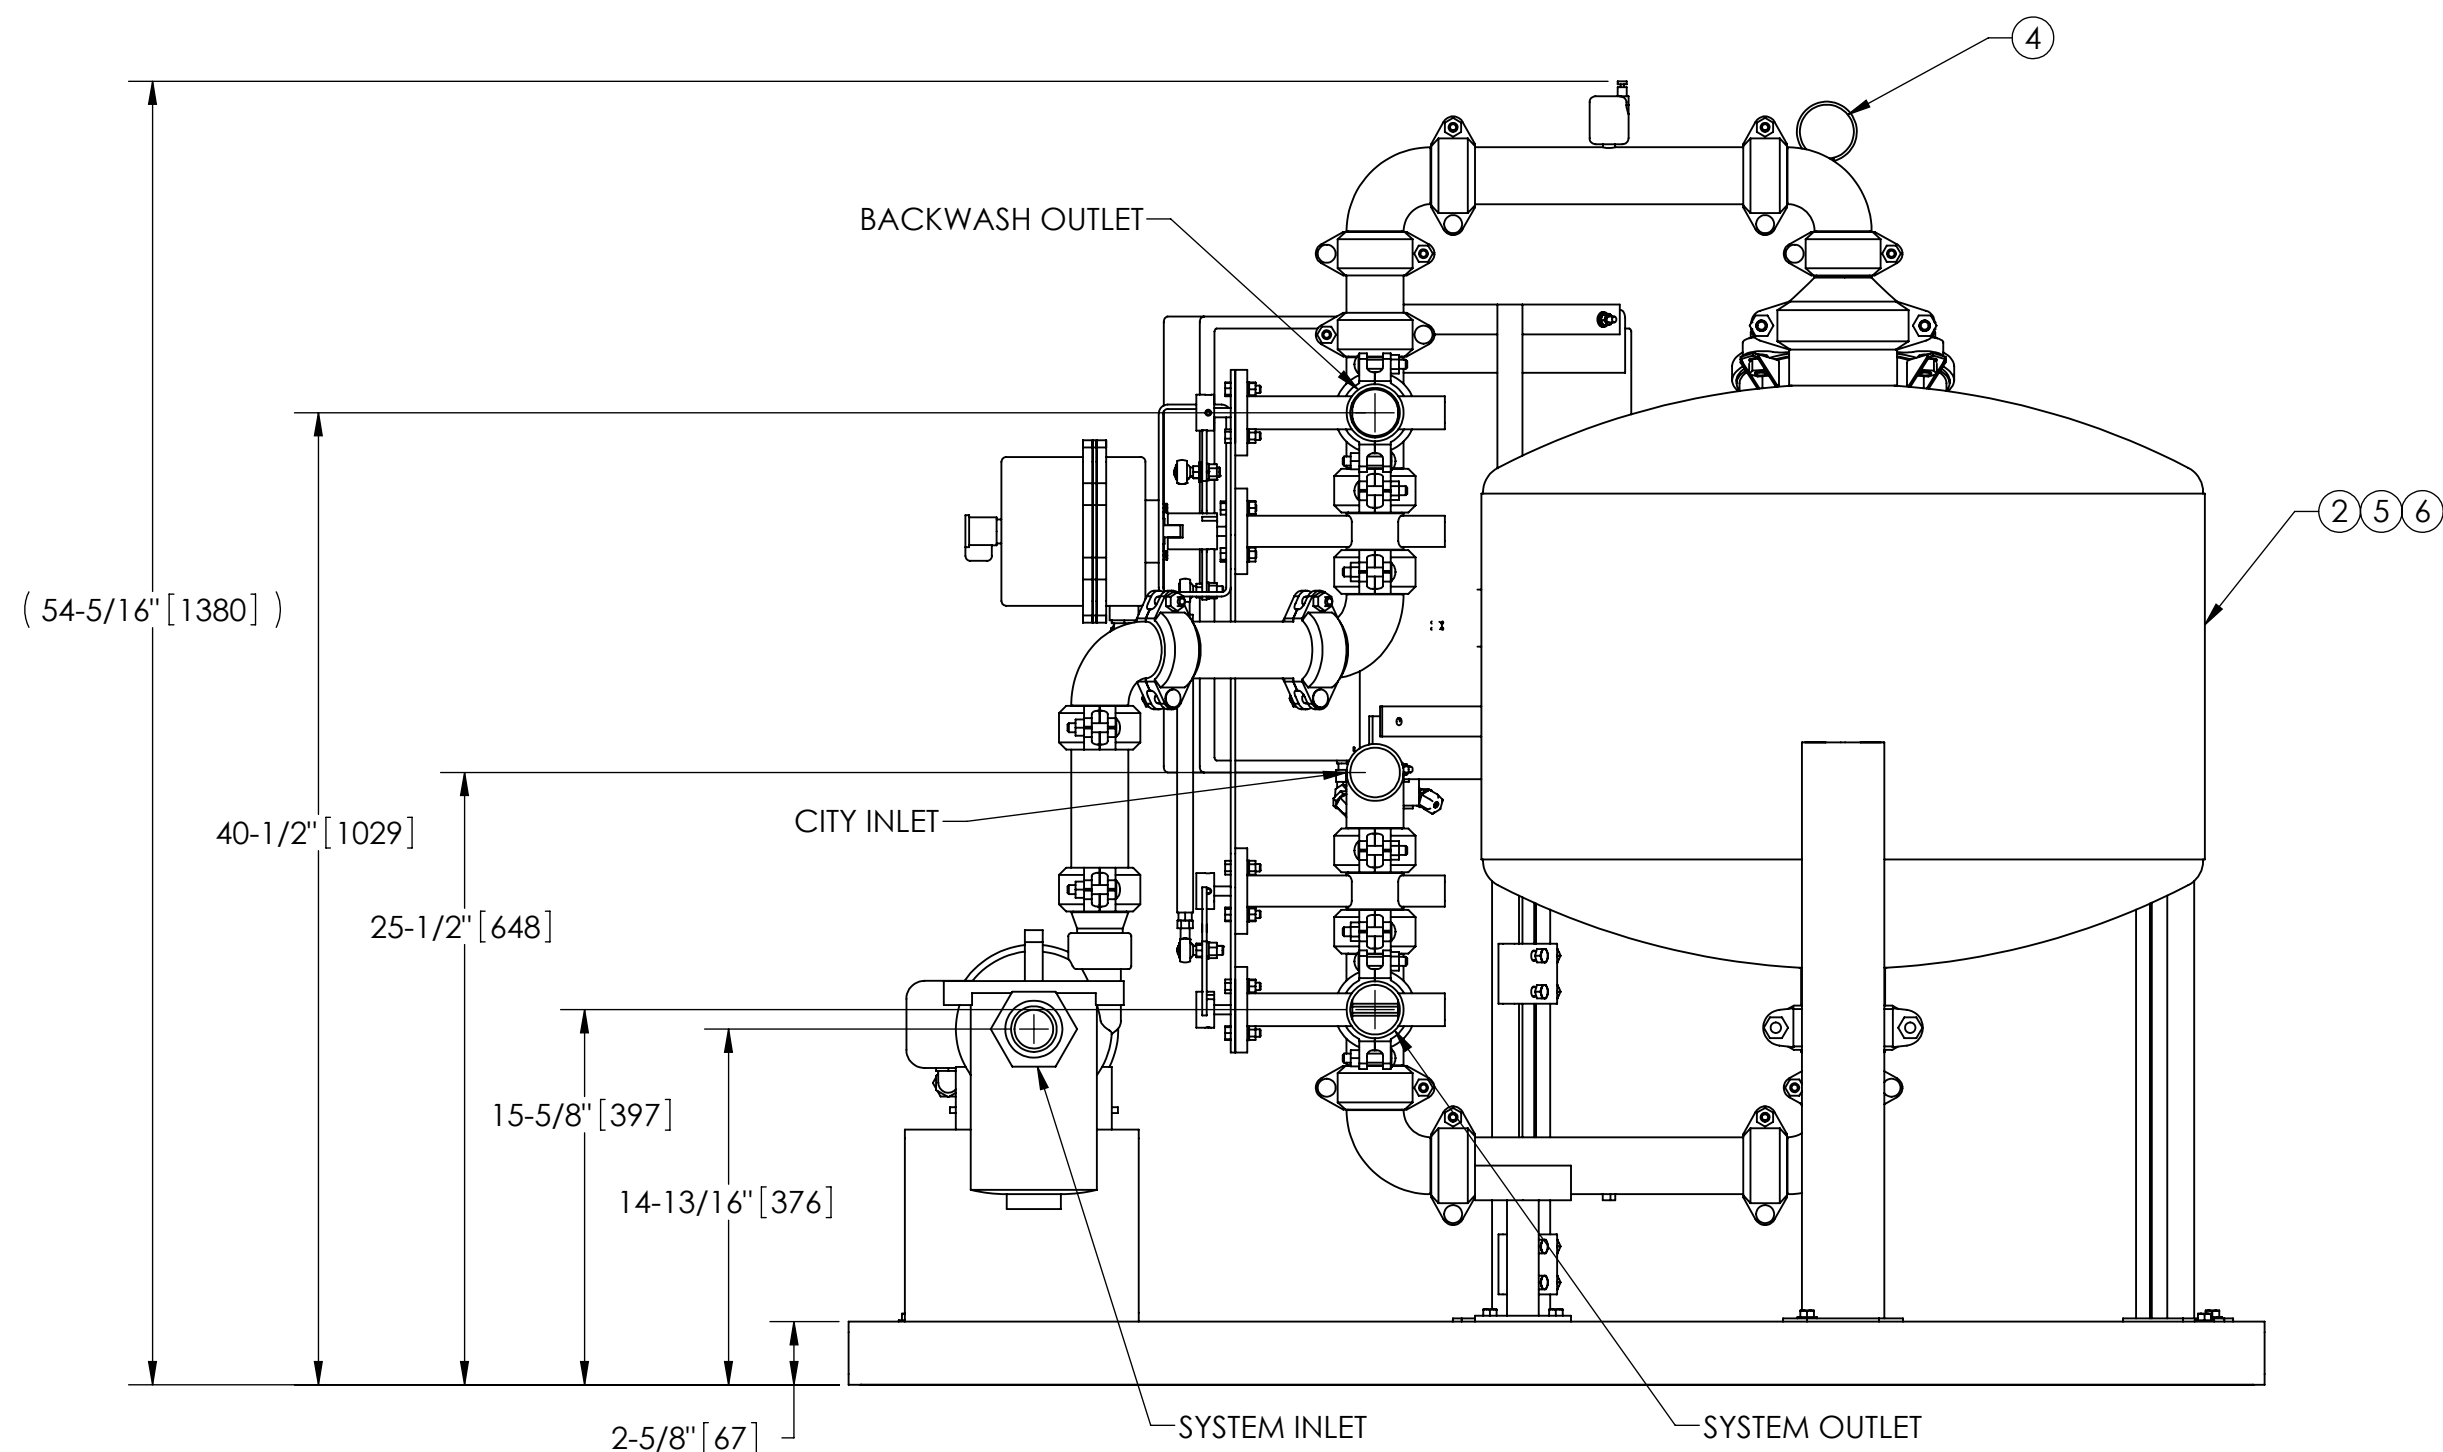 4
BACKWASH OUTLET
2 5 6
( 54-5/16" [1380] )
CITY INLET
40-1/2" [1029]
25-1/2" [648]
15-5/8" [397]
14-13/16" [376]
SYSTEM INLET
SYSTEM OUTLET
2-5/8" [67]